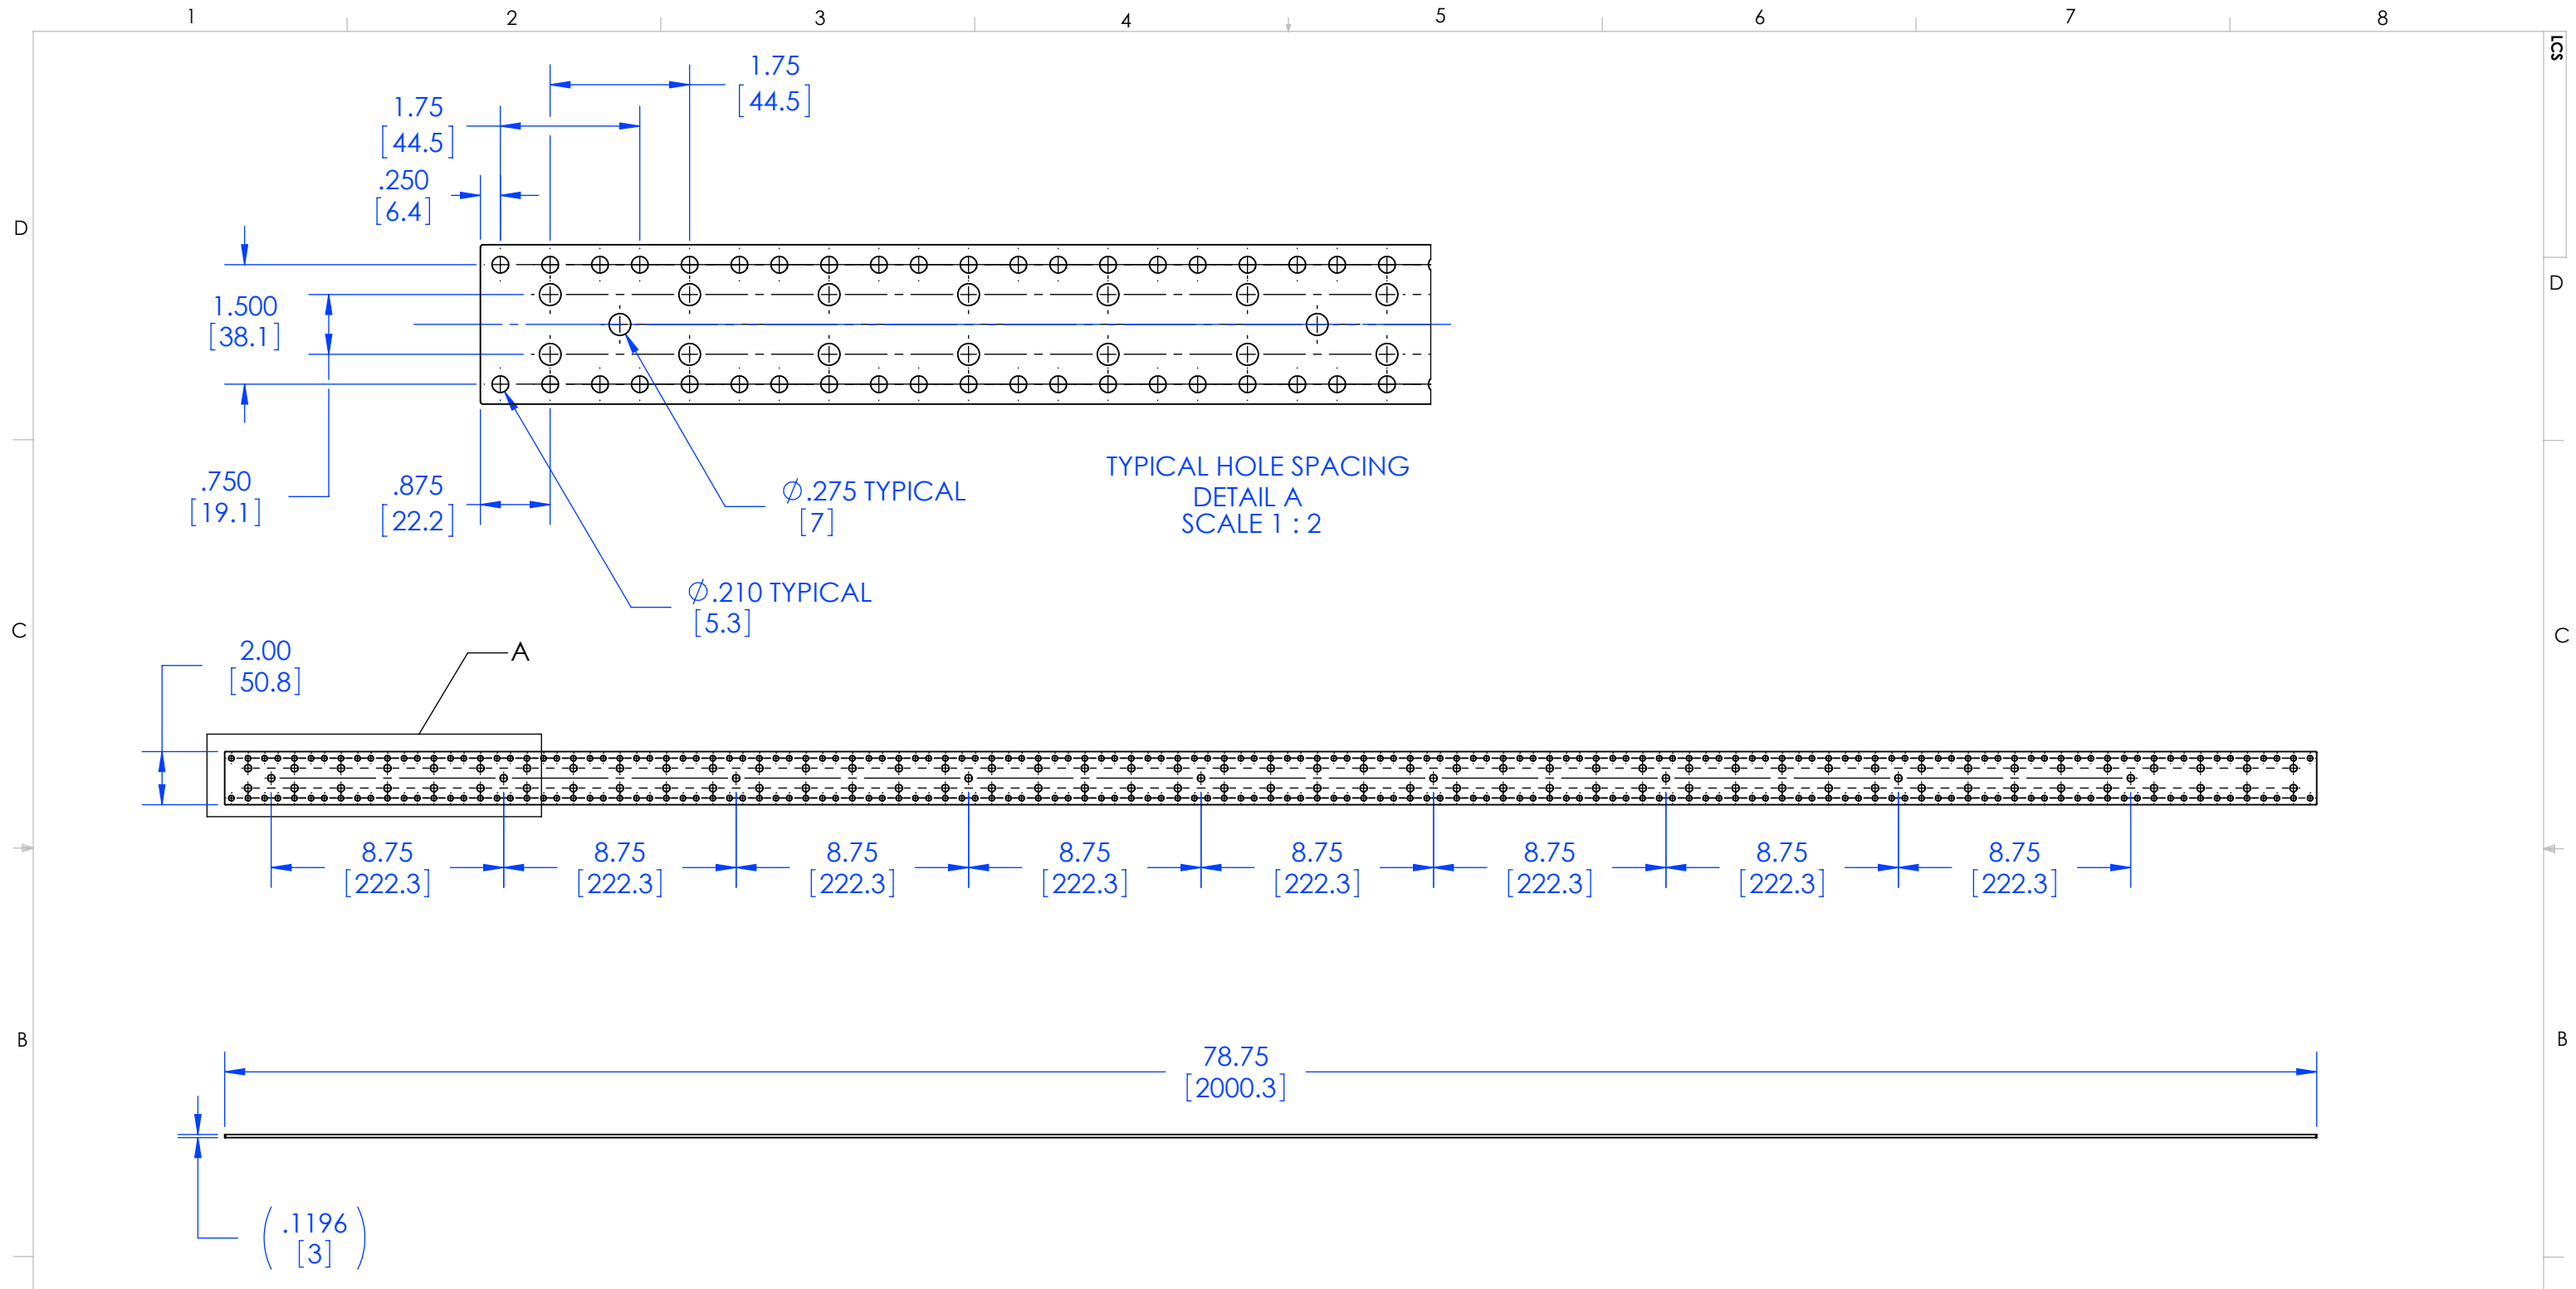 1 2 3 4 5 6 7 8
LCS
1.75
[44.5]
1.75
[44.5]
.250
[6.4]
D
D
1.500
[38.1]
.750
[19.1]
.875
[22.2]
Ø.275 TYPICAL
[7]
TYPICAL HOLE SPACING
DETAIL A
SCALE 1 : 2
Ø.210 TYPICAL
[5.3]
C
C
2.00
[50.8]
A
8.75 8.75 8.75 8.75 8.75 8.75 8.75 8.75
[222.3] [222.3] [222.3] [222.3] [222.3] [222.3] [222.3] [222.3]
B
B
78.75
[2000.3]
(.1196
[3])